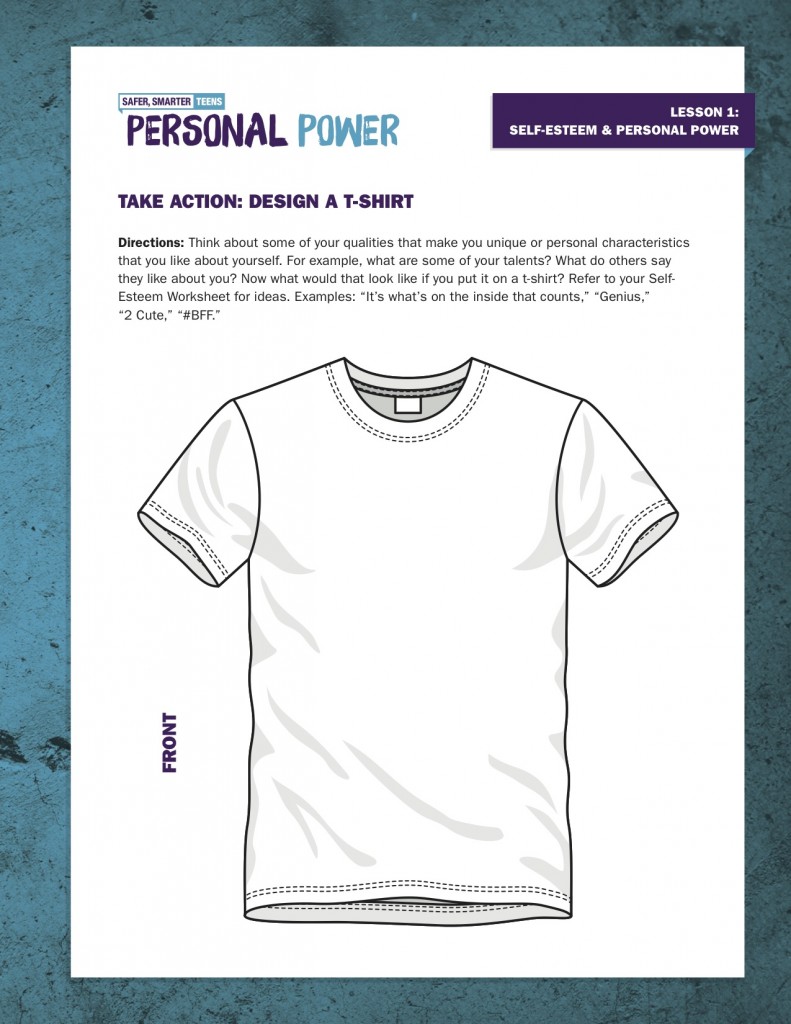 SAFER, SMARTER TEENS
PERSONAL POWER
LESSON 1:
SELF-ESTEEM & PERSONAL POWER
TAKE ACTION: DESIGN A T-SHIRT
Directions: Think about some of your qualities that make you unique or personal characteristics
that you like about yourself. For example, what are some of your talents? What do others say
they like about you? Now what would that look like if you put it on a t-shirt? Refer to your Self-
Esteem Worksheet for ideas. Examples: “It’s what’s on the inside that counts,” “Genius,”
“2 Cute,” “#BFF.”
FRONT